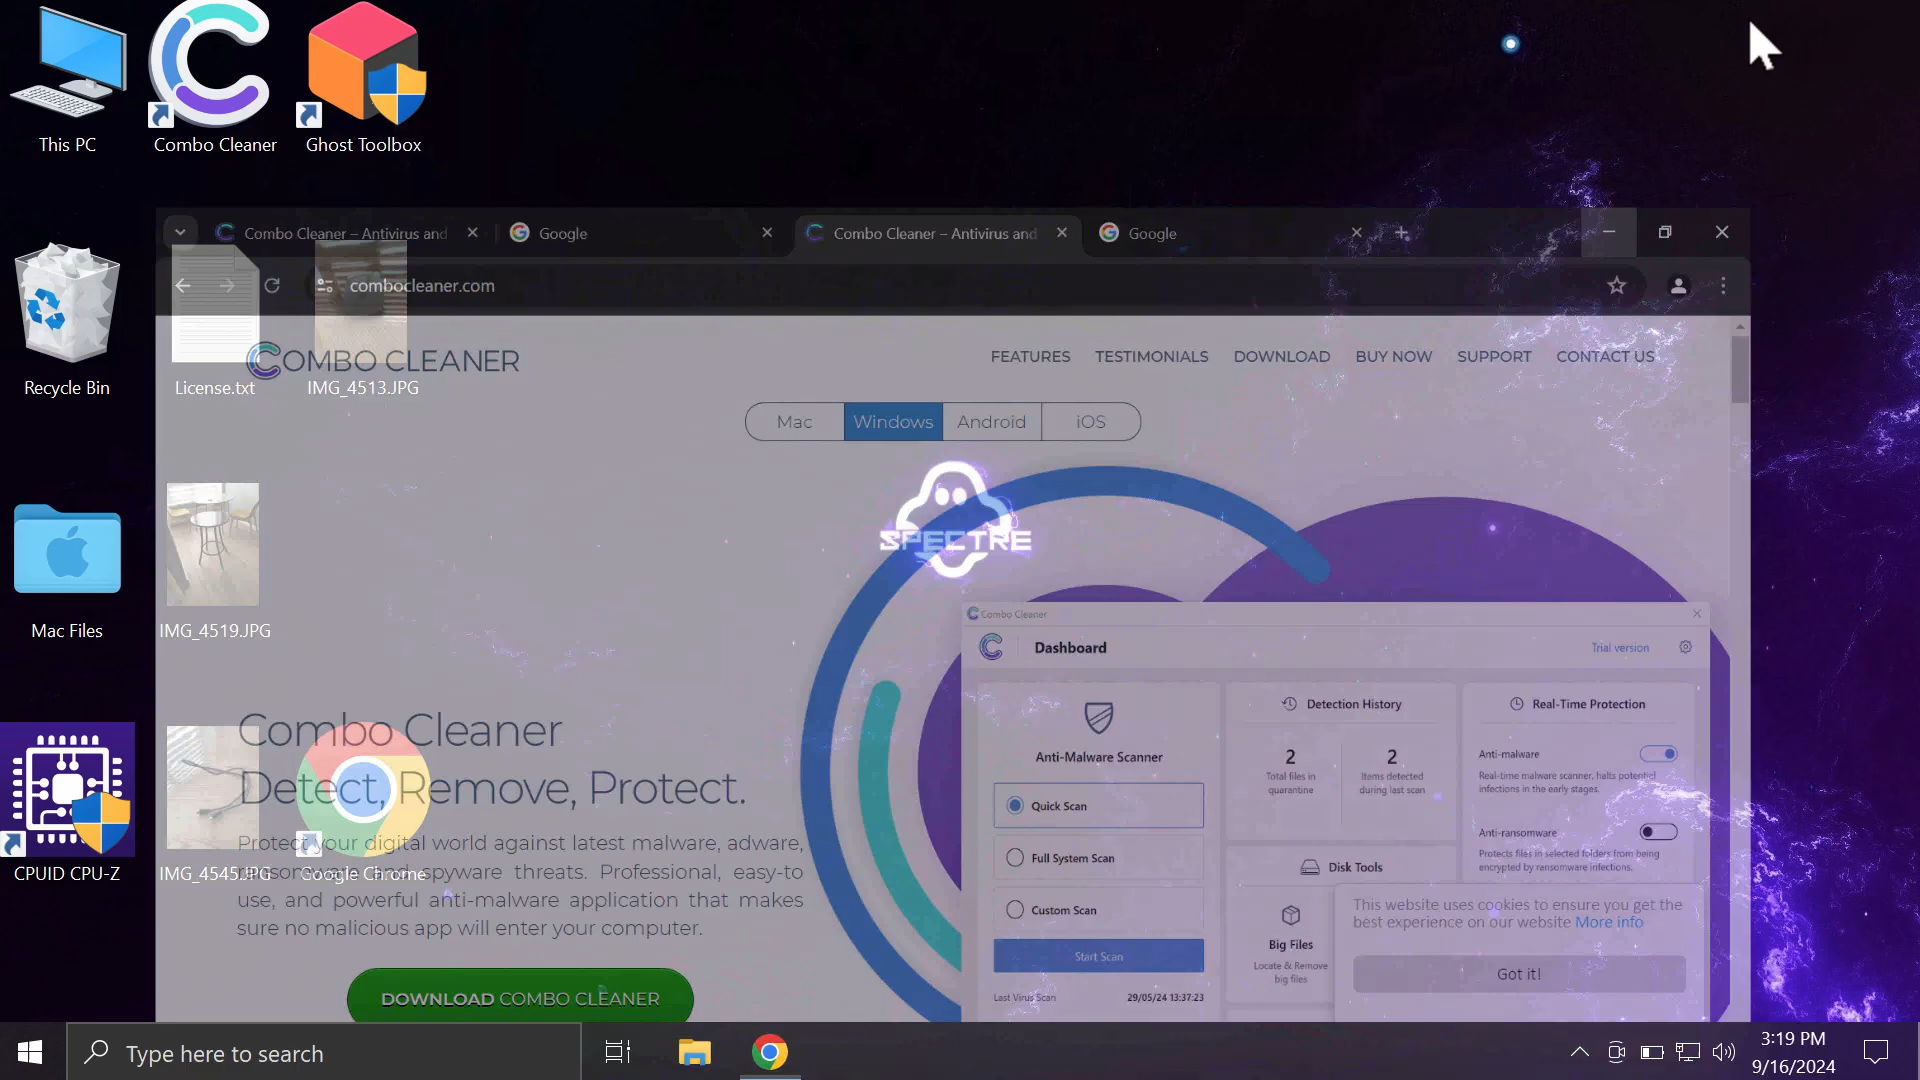 This PC
Combo Cleaner
Ghost Toolbox
Combo Cleaner – Antivirus and
Google
Combo Cleaner – Antivirus and
Google
combocleaner.com
Recycle Bin
License.txt
IMG_4513.JPG
COMBO CLEANER
FEATURES
TESTIMONIALS
DOWNLOAD
BUY NOW
SUPPORT
CONTACT US
Mac
Windows
Android
iOS
SPECTRE
Mac Files
IMG_4519.JPG
Combo Cleaner
Dashboard
Trial version
Anti-Malware Scanner
Quick Scan
Full System Scan
Custom Scan
Start Scan
Last Virus Scan
29/05/24 13:37:23
Detection History
2
Total files in
quarantine
2
Items detected
during last scan
Disk Tools
Big Files
Locate & Remove
big files
Real-Time Protection
Anti-malware
Real-time malware scanner, halts potential
infections in the early stages.
Anti-ransomware
Protects files in selected folders from being
encrypted by ransomware infections.
Combo Cleaner
Detect, Remove, Protect.
Protect your digital world against latest malware, adware,
ransomware and spyware threats. Professional, easy-to
use, and powerful anti-malware application that makes
sure no malicious app will enter your computer.
DOWNLOAD COMBO CLEANER
CPUID CPU-Z
IMG_4545.JPG
Google Chrome
This website uses cookies to ensure you get the
best experience on our website More info
Got it!
Type here to search
3:19 PM
9/16/2024